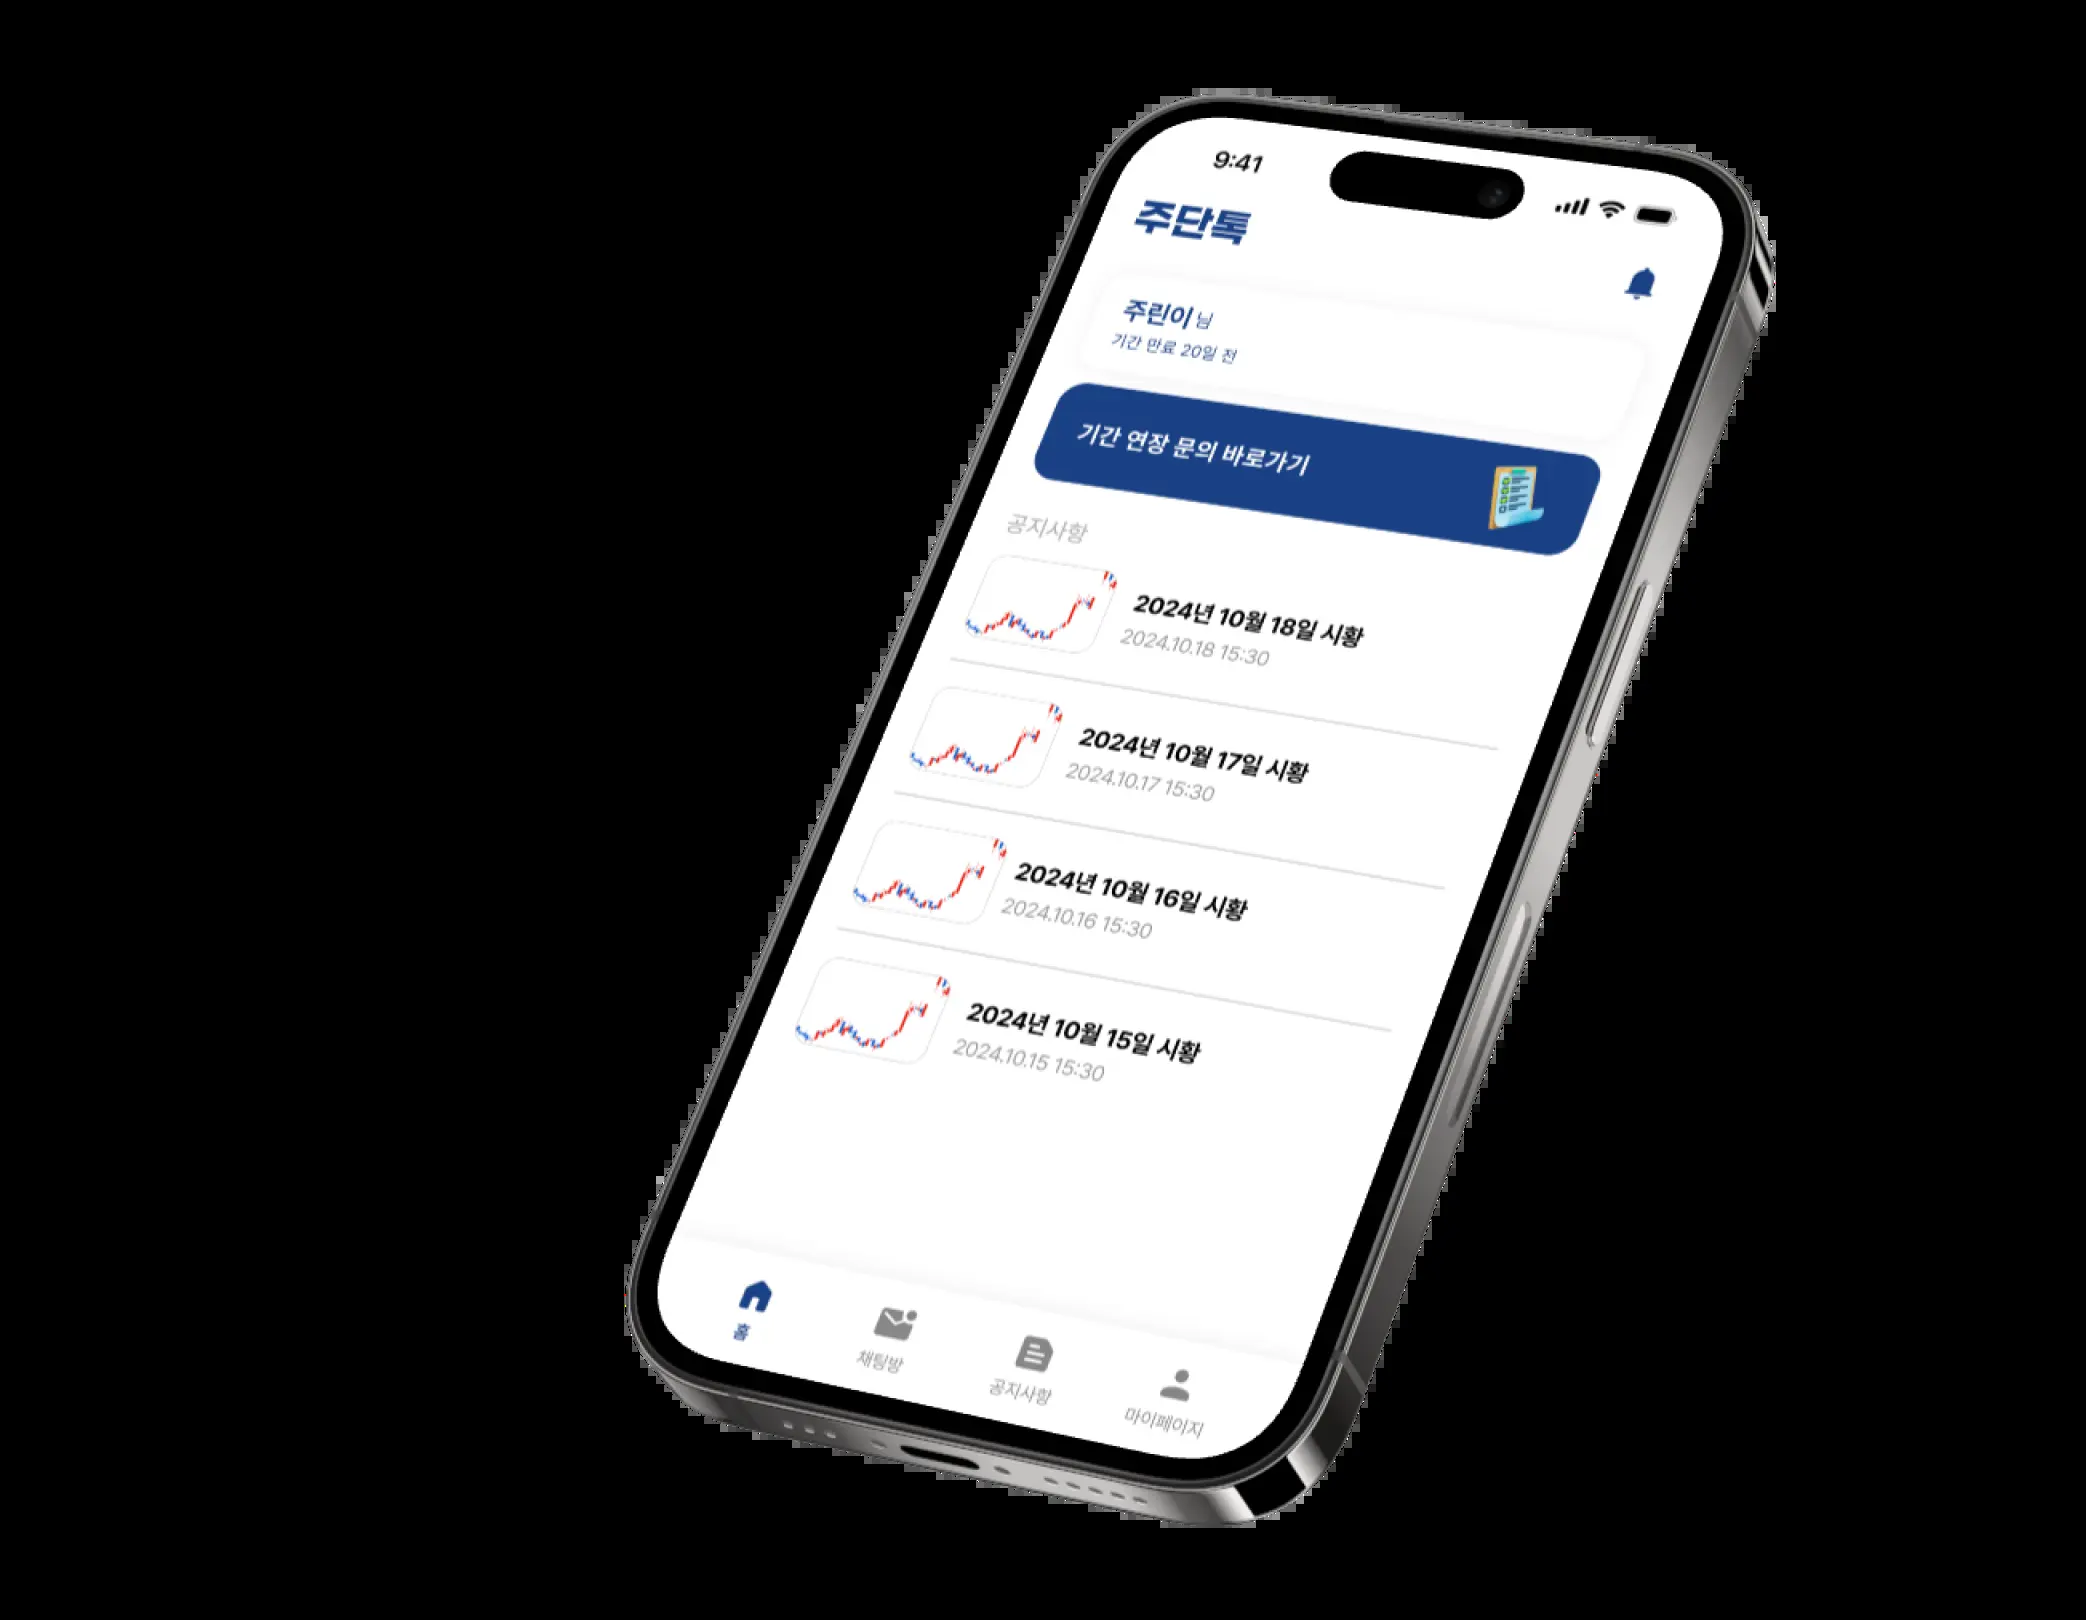 9:41
주단톡
주린이 님
기간 만료 20일 전
기간 연장 문의 바로가기
공지사항
2024년 10월 18일 시황
2024.10.18 15:30
2024년 10월 17일 시황
2024.10.17 15:30
2024년 10월 16일 시황
2024.10.16 15:30
2024년 10월 15일 시황
2024.10.15 15:30
홈
채팅방
공지사항
마이페이지